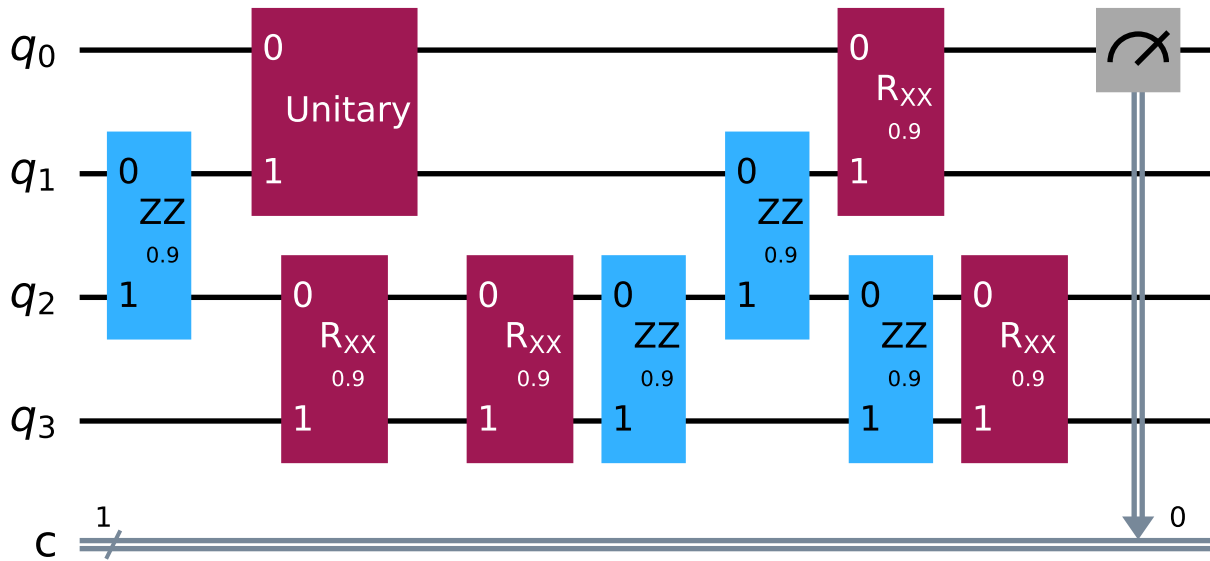 q0 0 0
Unitary RXX
0.9
q1 0 1 0 1
ZZ ZZ
0.9 0.9
q2 1 0 0 0 1 0 0
RXX RXX ZZ ZZ RXX
0.9 0.9 0.9 0.9 0.9
q3 1 1 1 1 1
1 0
c